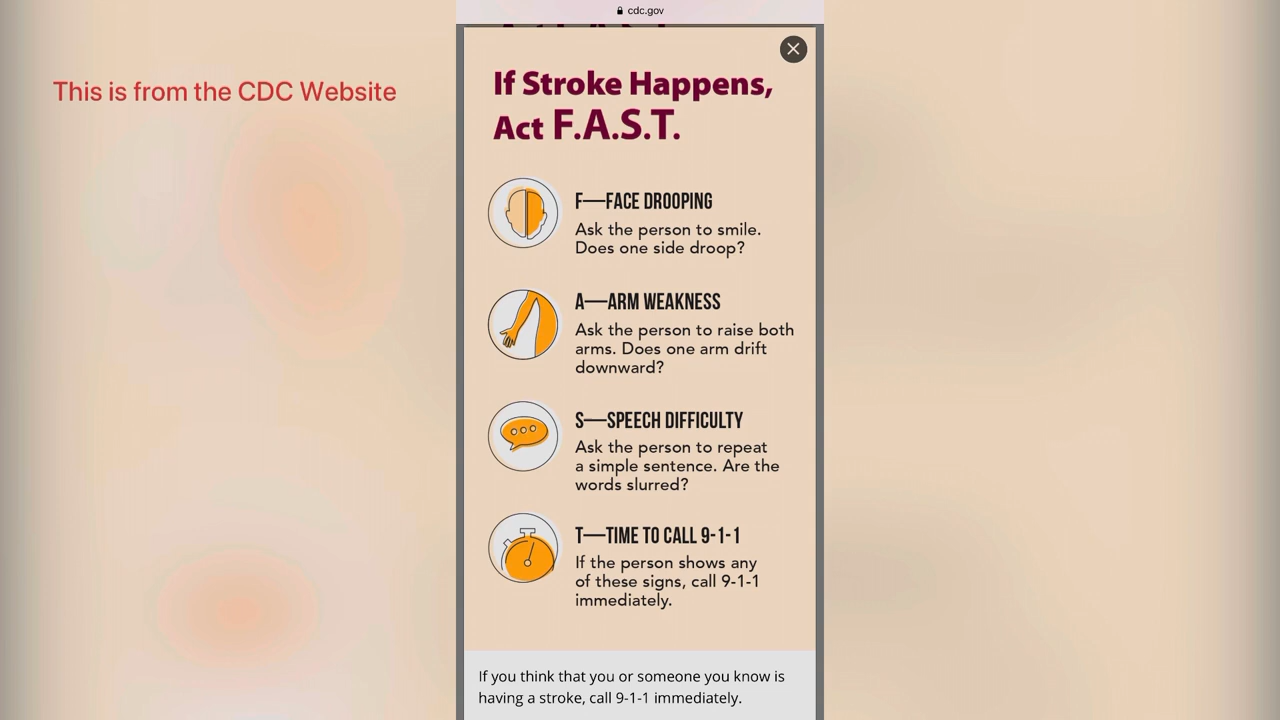 cdc.gov
This is from the CDC Website
If Stroke Happens,
Act F.A.S.T.
F—FACE DROOPING
Ask the person to smile.
Does one side droop?
A—ARM WEAKNESS
Ask the person to raise both
arms. Does one arm drift
downward?
S—SPEECH DIFFICULTY
Ask the person to repeat
a simple sentence. Are the
words slurred?
T—TIME TO CALL 9-1-1
If the person shows any
of these signs, call 9-1-1
immediately.
If you think that you or someone you know is
having a stroke, call 9-1-1 immediately.